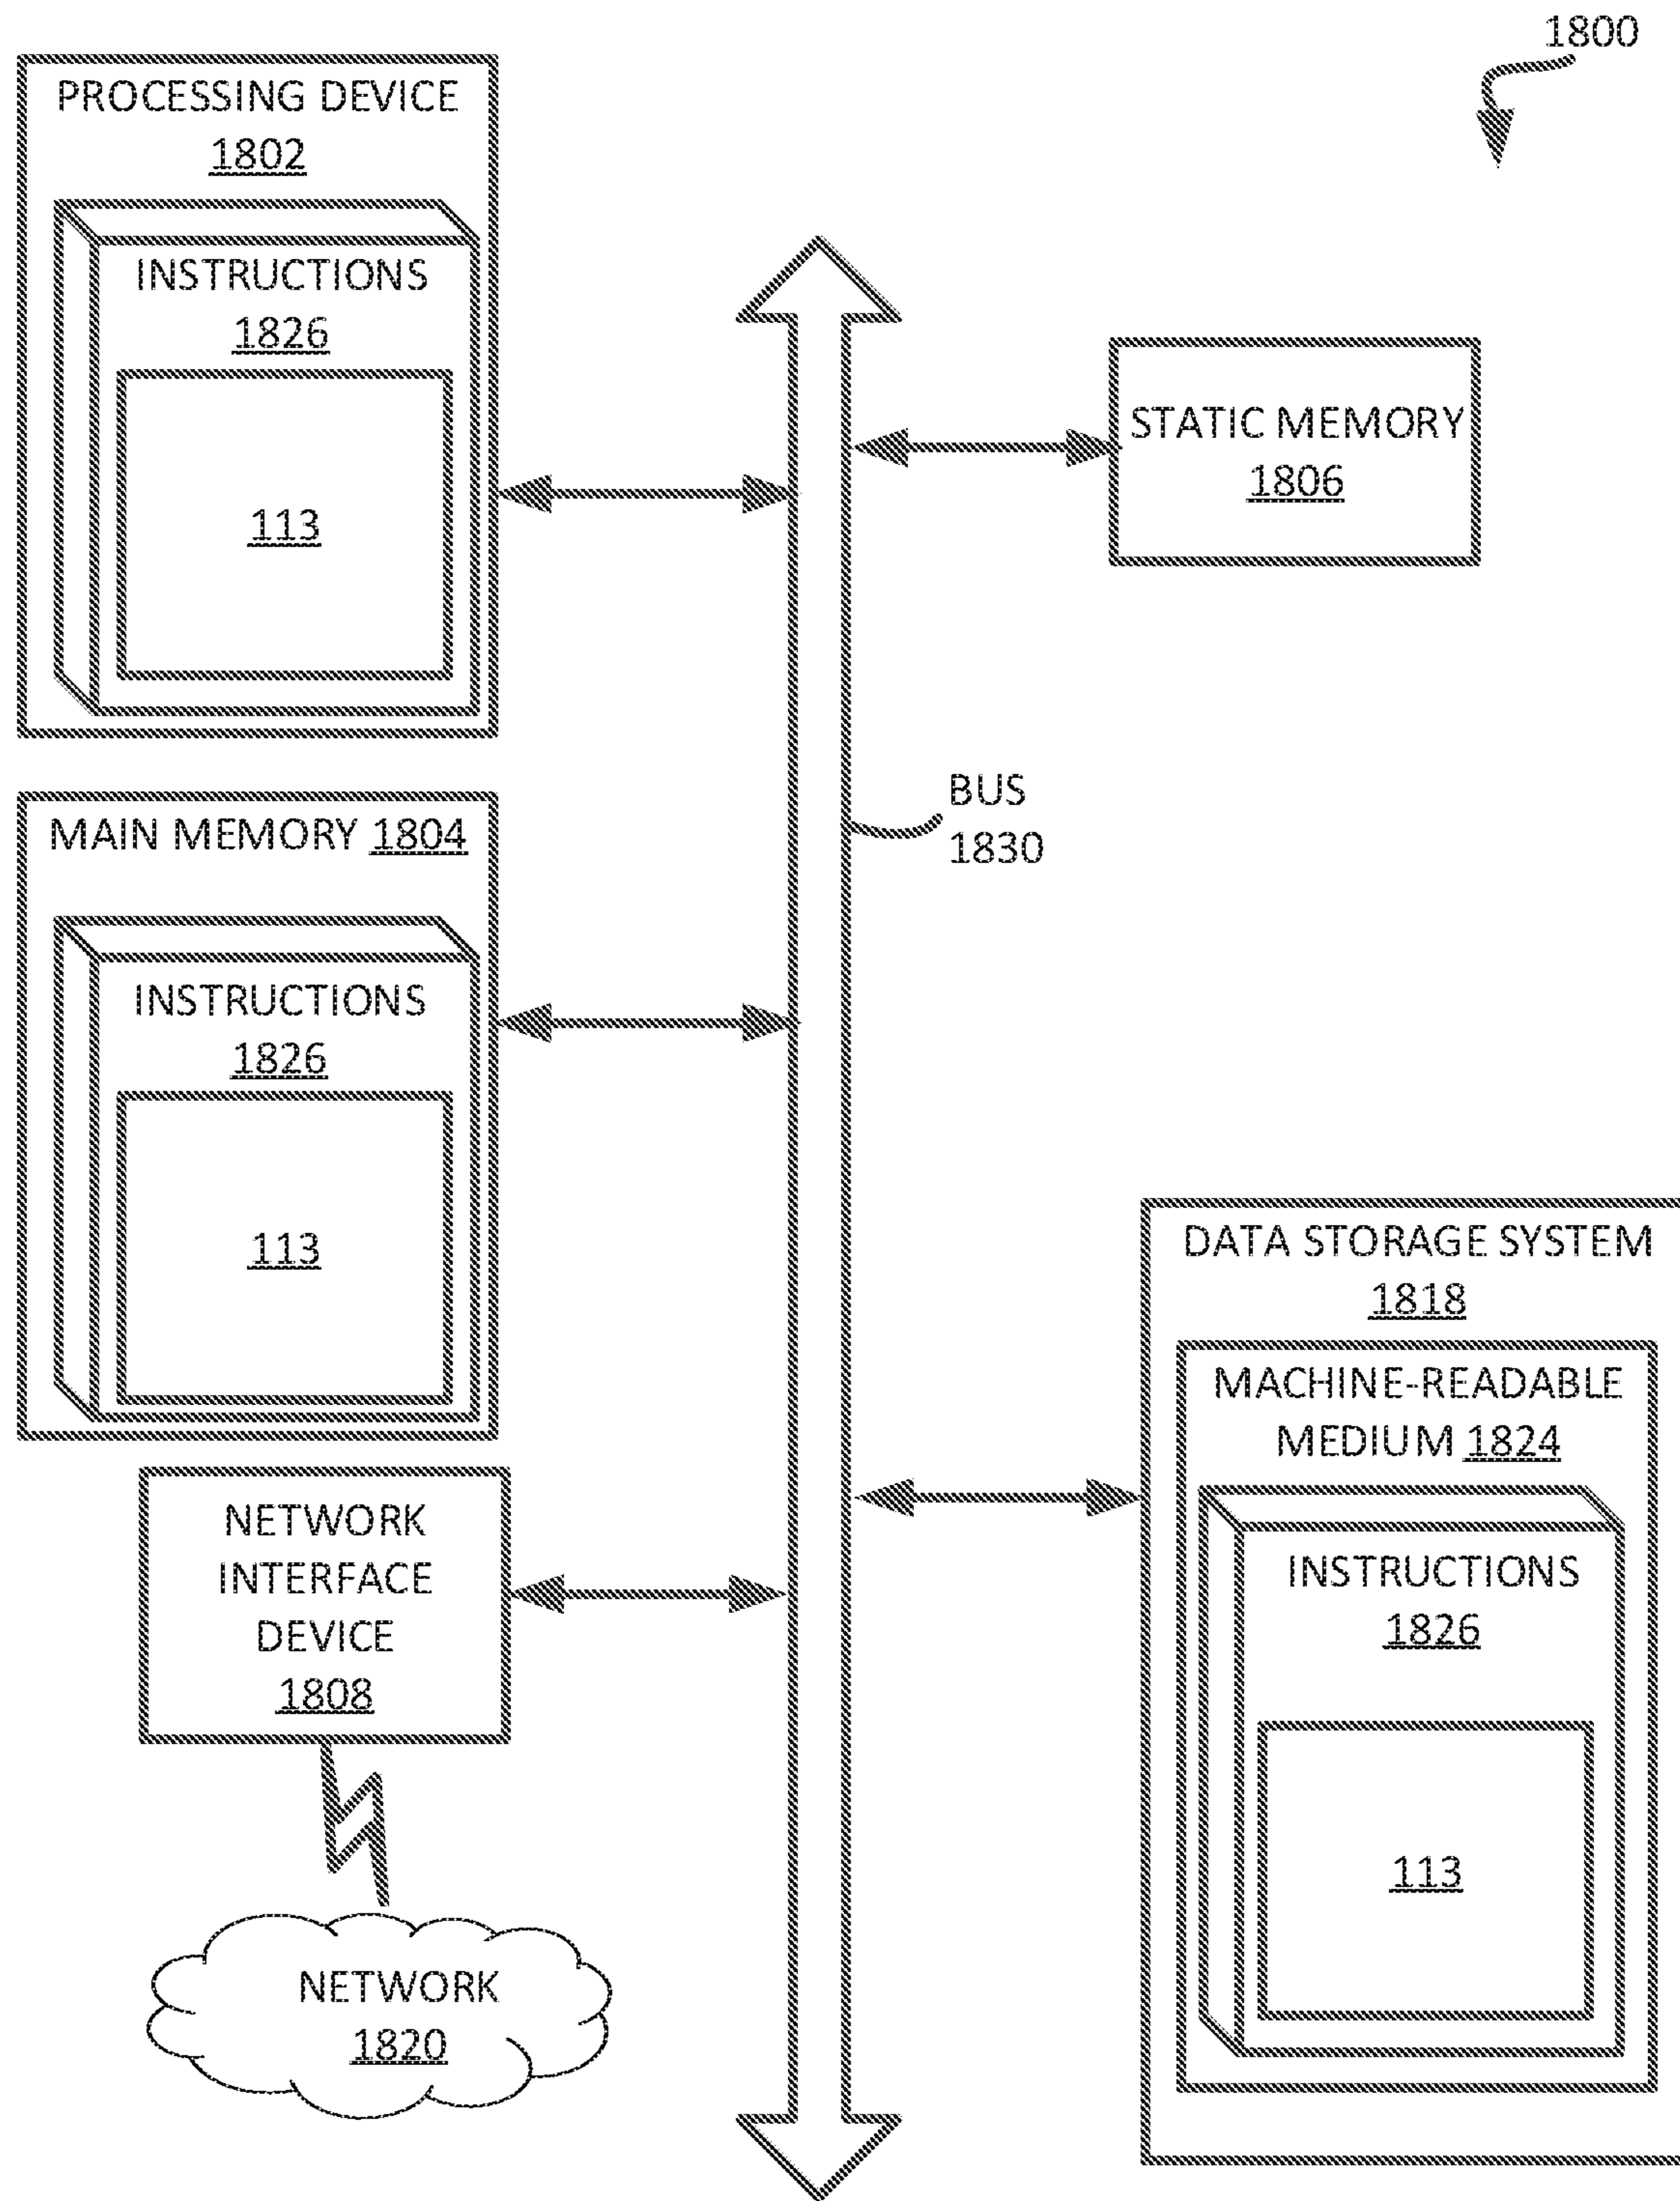 1800
PROCESSING DEVICE
1802
INSTRUCTIONS
1826
113
STATIC MEMORY
1806
BUS
1830
MAIN MEMORY 1804
INSTRUCTIONS
1826
113
DATA STORAGE SYSTEM
1818
MACHINE-READABLE
MEDIUM 1824
INSTRUCTIONS
1826
113
NETWORK
INTERFACE
DEVICE
1808
NETWORK
1820